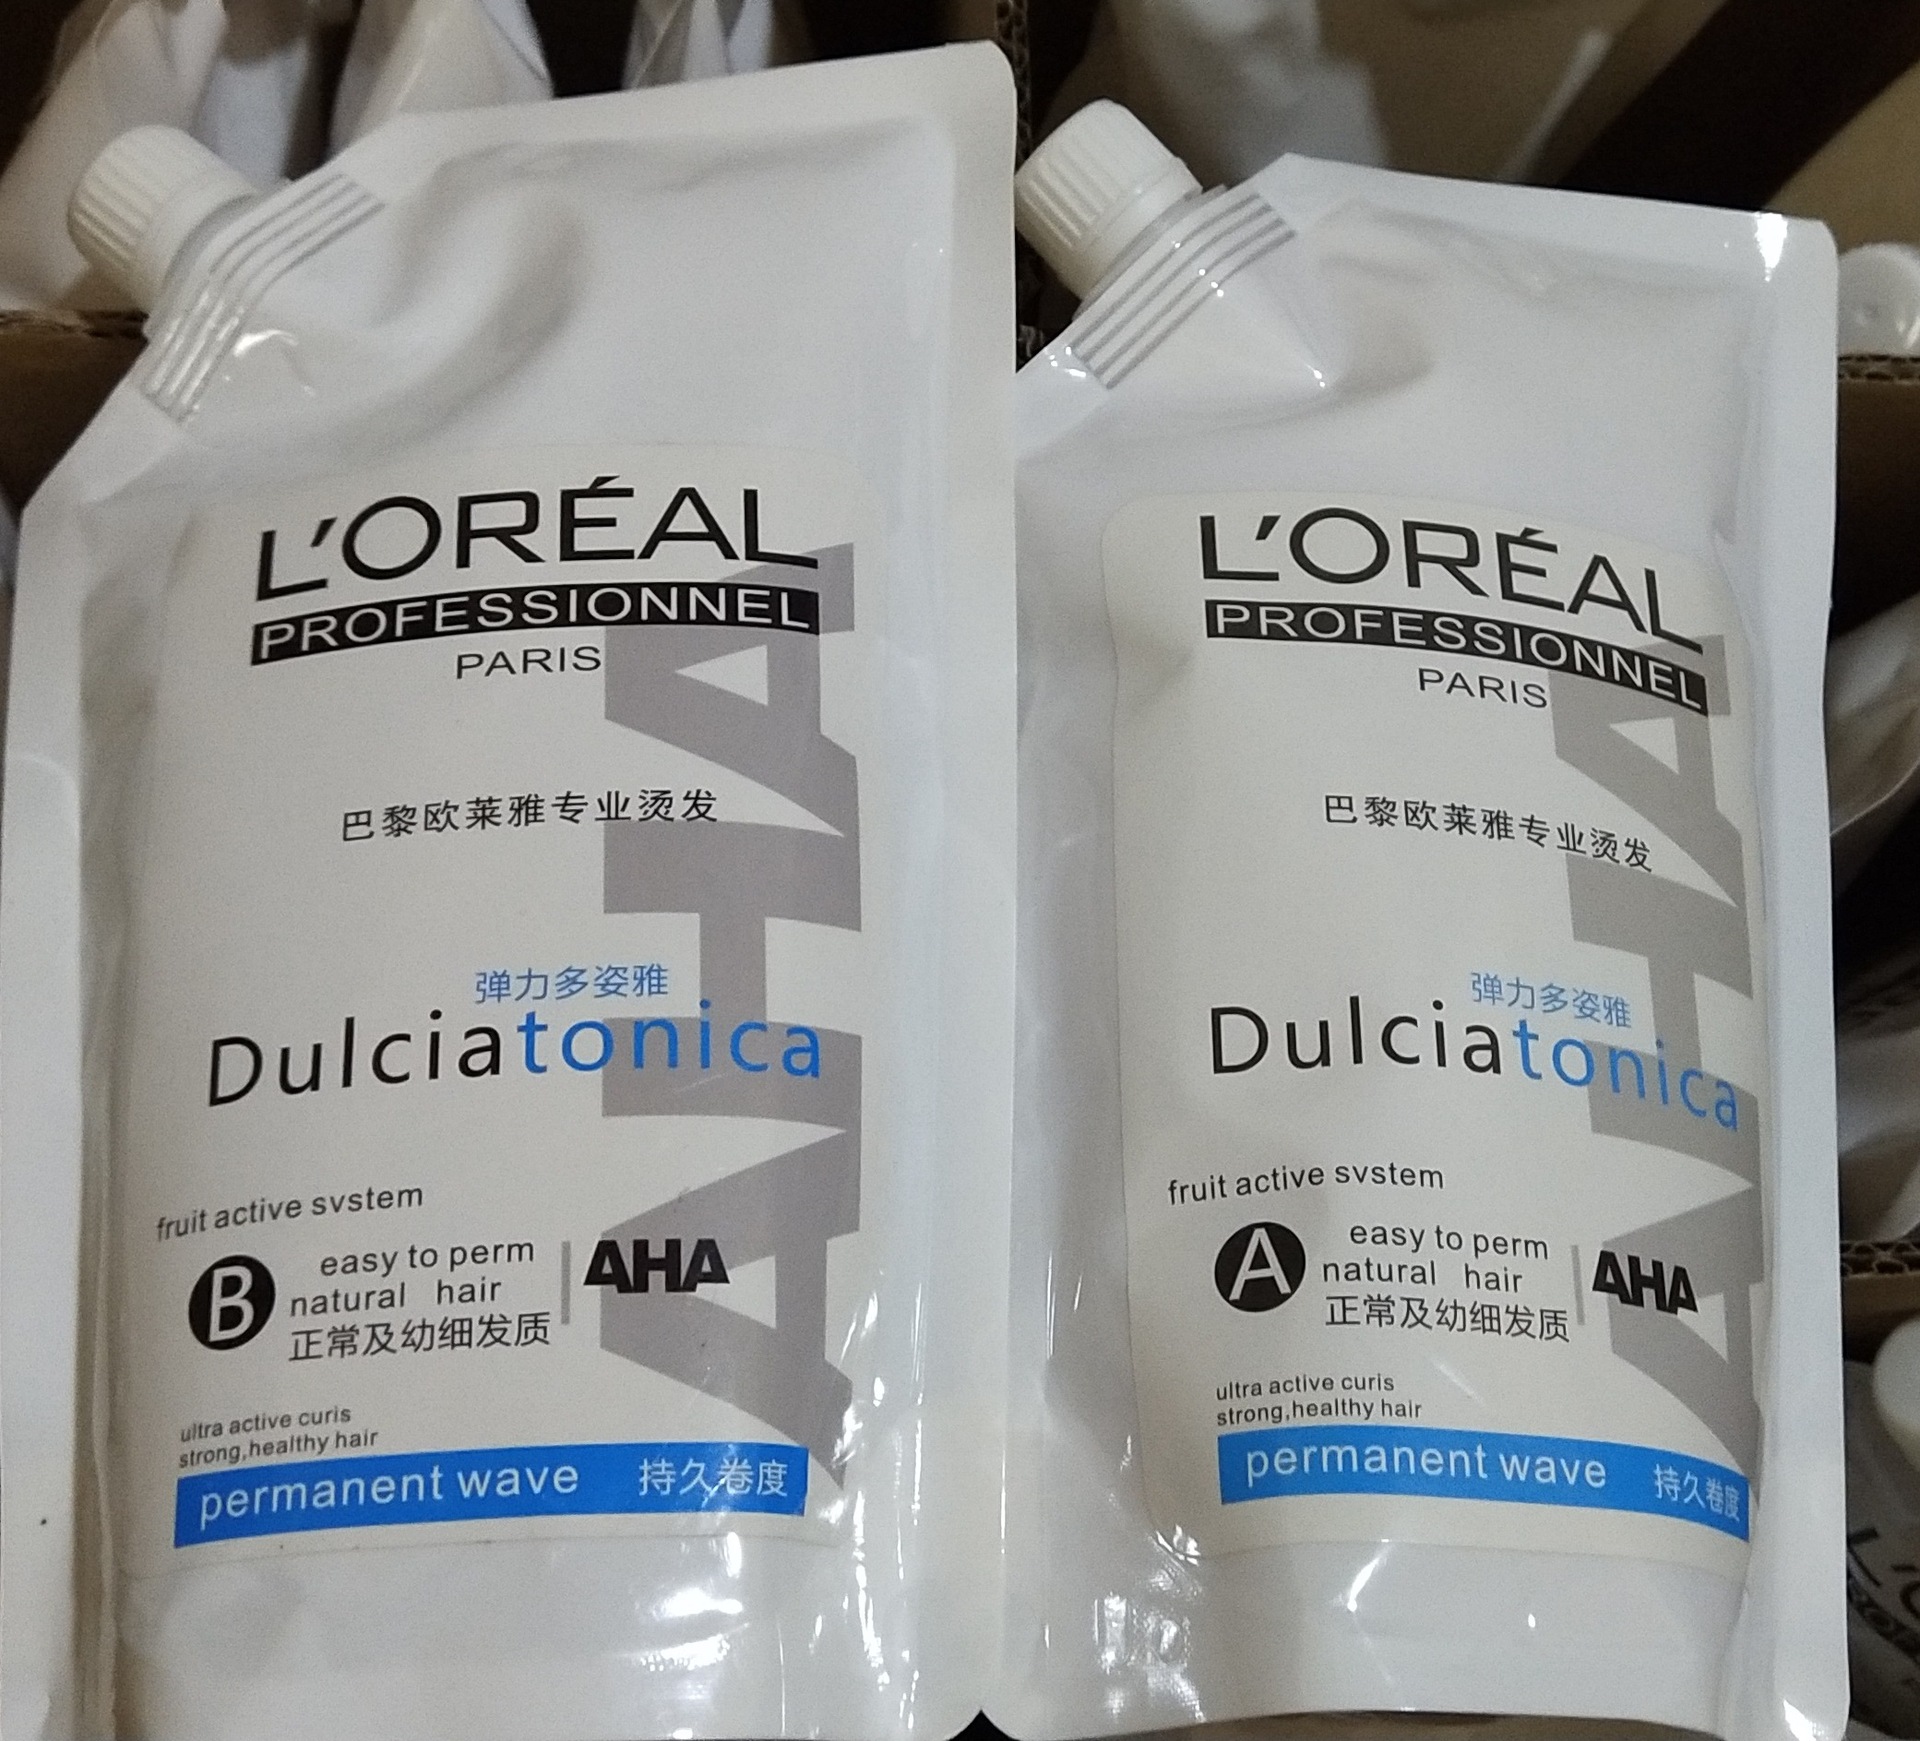 L'ORÉAL
PROFESSIONNEL
PARIS
巴黎欧莱雅专业烫发
弹力多姿雅
Dulciatonica
fruit active svstem
B
easy to perm
natural hair
正常及幼细发质
AHA
AHA
ultra active curis
strong,healthy hair
permanent wave 持久卷度
L'ORÉAL
PROFESSIONNEL
PARIS
巴黎欧莱雅专业烫发
弹力多姿雅
Dulciatonica
fruit active svstem
A
easy to perm
natural hair
正常及幼细发质
AHA
AHA
ultra active curis
strong,healthy hair
permanent wave 持久卷度